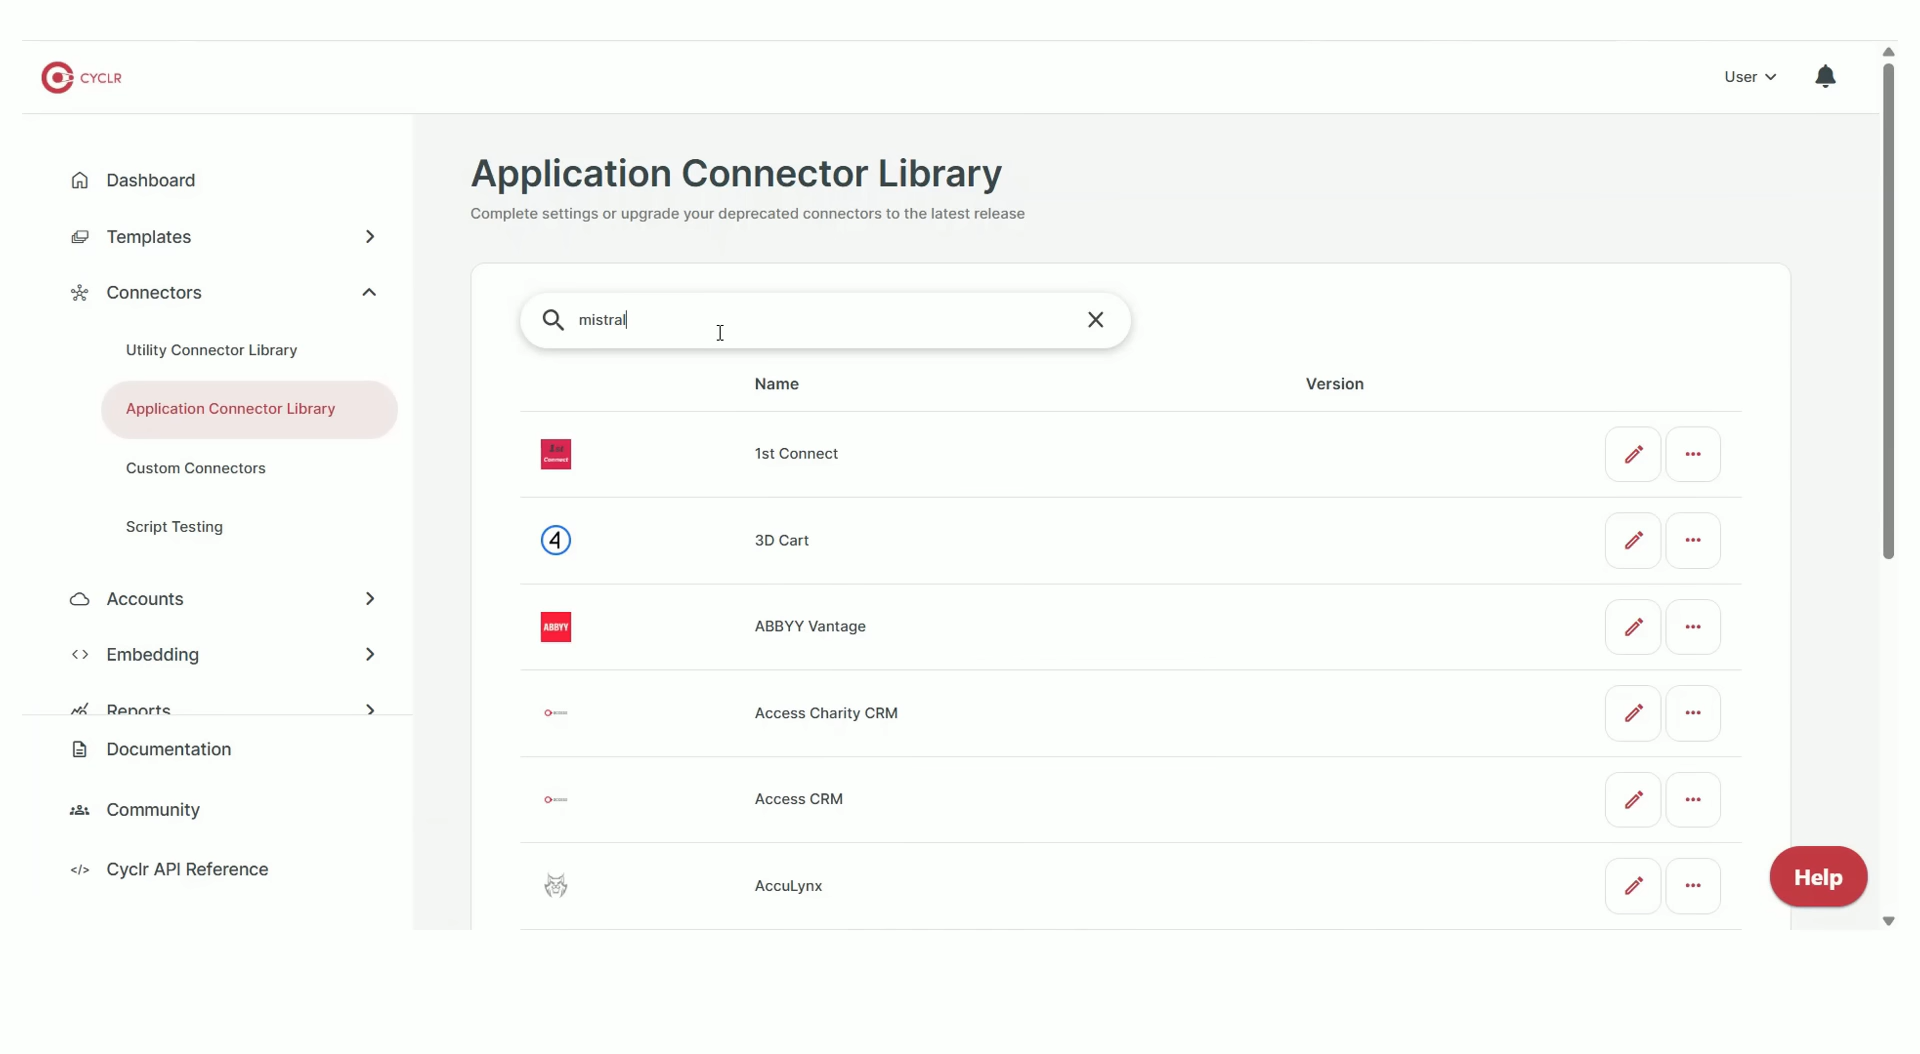 CYCLR
User
Dashboard
Templates
Connectors
Utility Connector Library
Application Connector Library
Custom Connectors
Script Testing
Accounts
Embedding
Reports
Documentation
Community
Cyclr API Reference
Application Connector Library
Complete settings or upgrade your deprecated connectors to the latest release
mistral
Name Version
1st Connect
3D Cart
ABBYY
ABBYY Vantage
Access Charity CRM
Access CRM
AccuLynx
Help